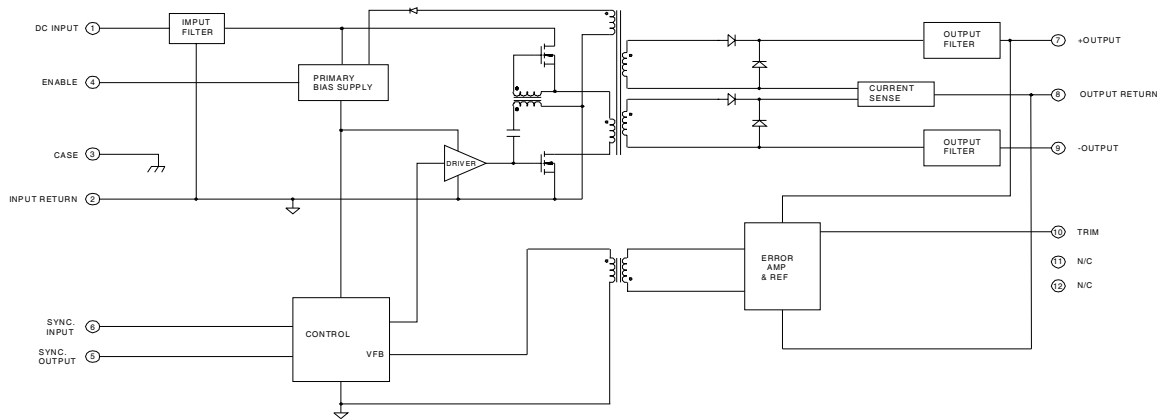 DC INPUT
1
IMPUT
FILTER
ENABLE
4
PRIMARY
BIAS SUPPLY
CASE
3
INPUT RETURN
2
DRIVER
OUTPUT
FILTER
7
+OUTPUT
CURRENT
SENSE
8
OUTPUT RETURN
OUTPUT
FILTER
9
-OUTPUT
ERROR
AMP
& REF
10
TRIM
11
N/C
12
N/C
SYNC.
INPUT
6
SYNC.
OUTPUT
5
CONTROL
VFB